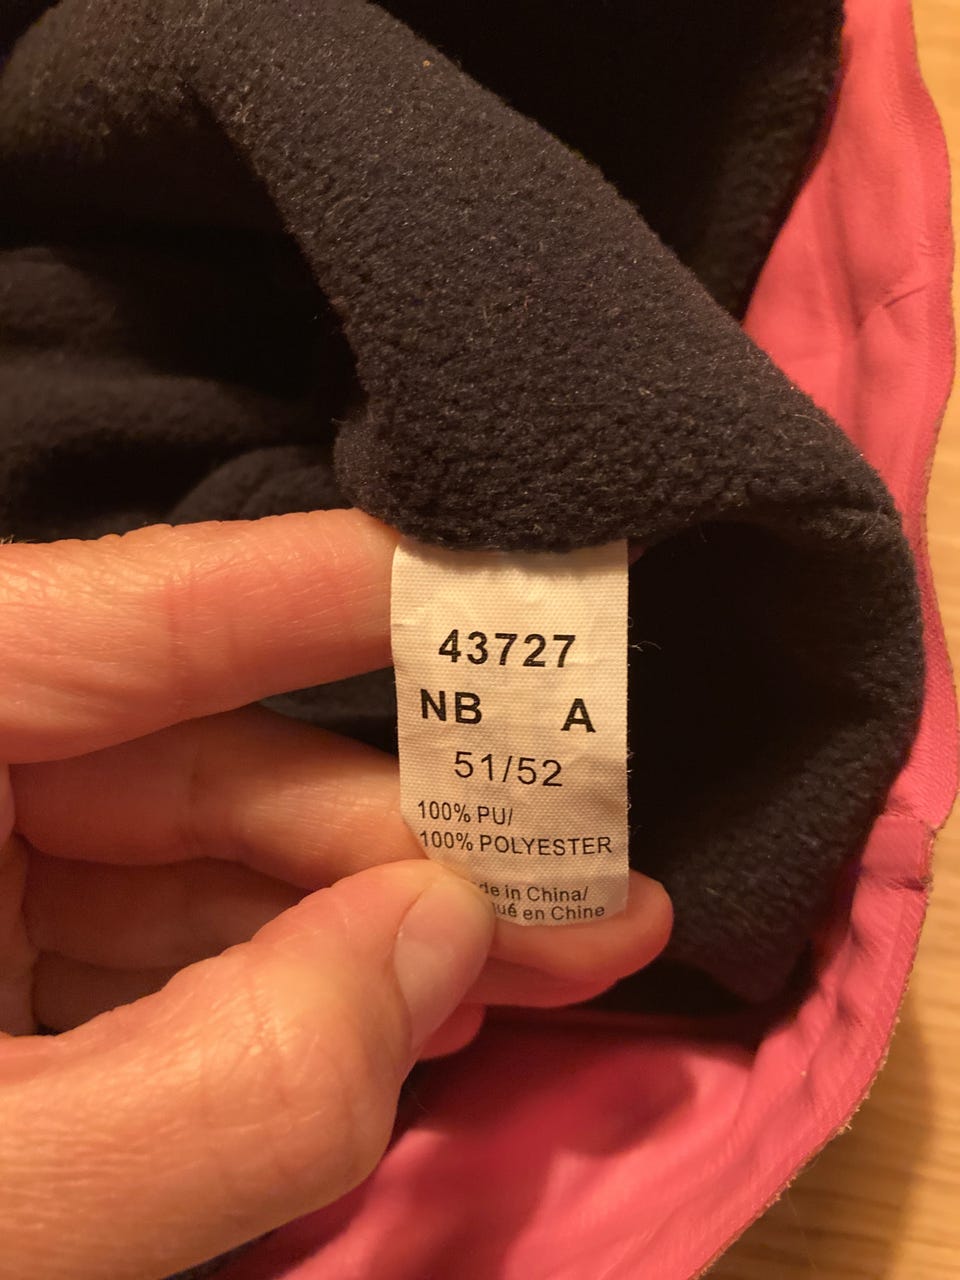 43727
NB A
51/52
100% PU/
100% POLYESTER
in China/
en Chine